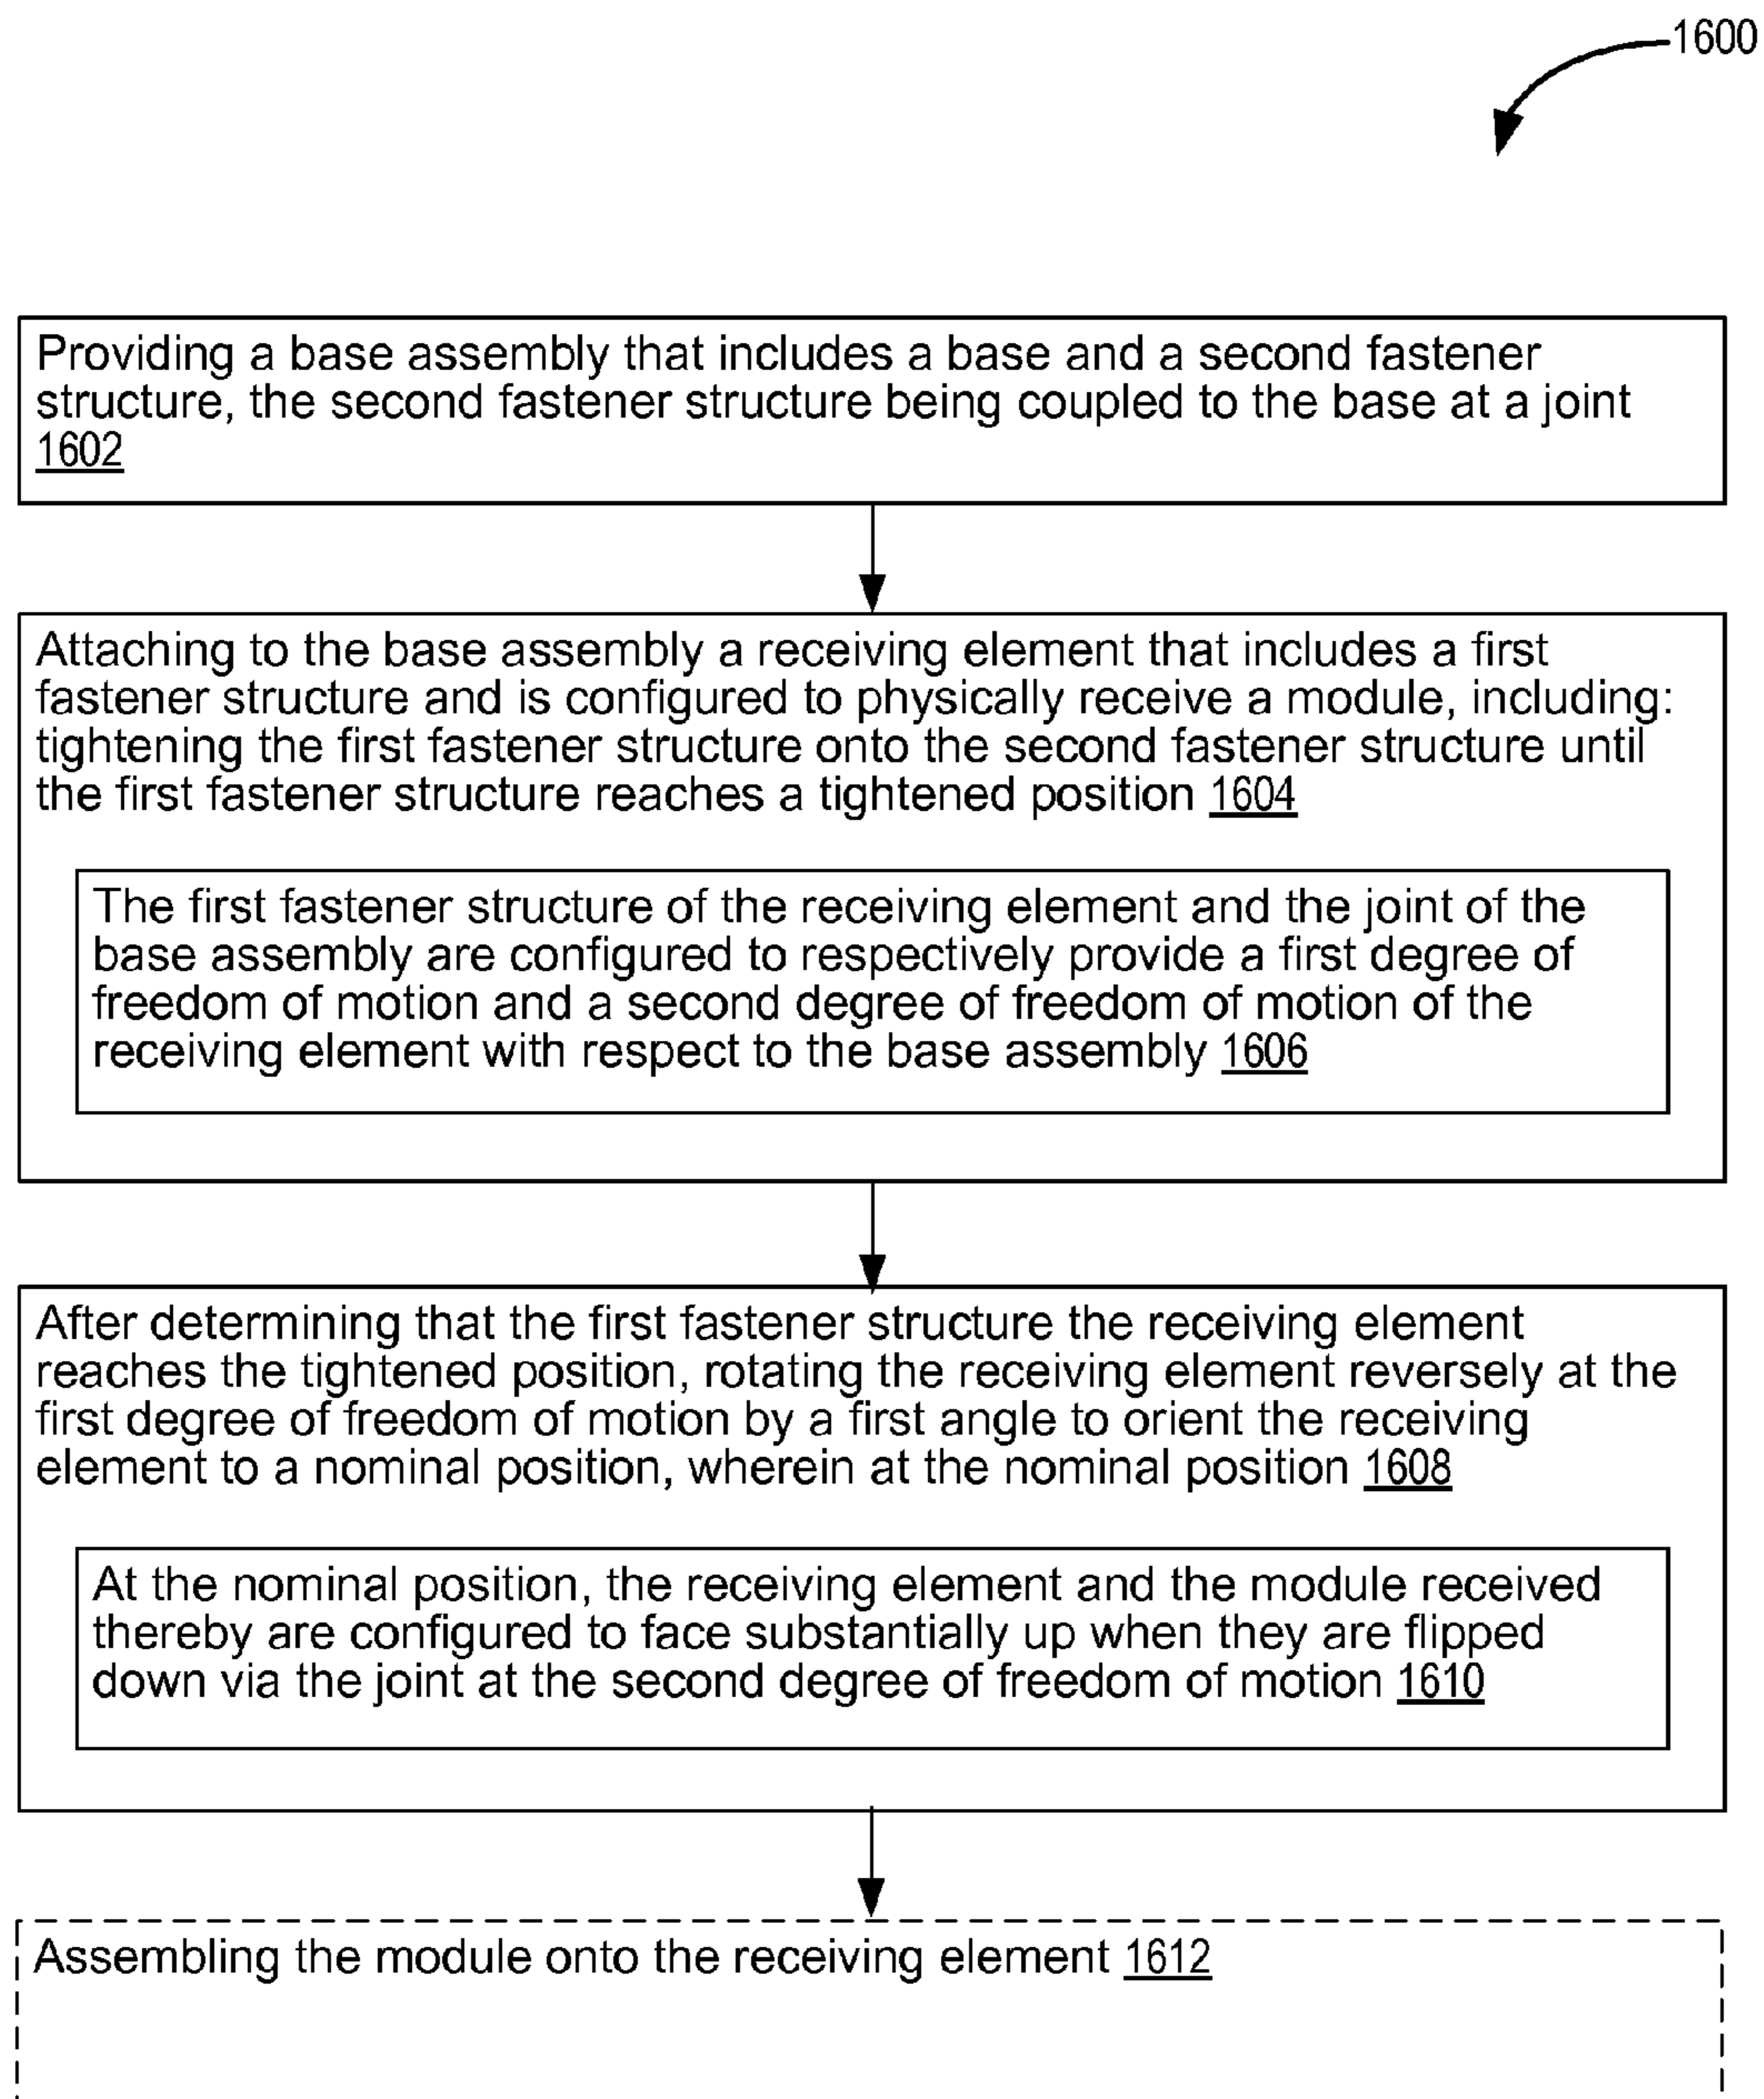 1600
Providing a base assembly that includes a base and a second fastener
structure, the second fastener structure being coupled to the base at a joint
1602
Attaching to the base assembly a receiving element that includes a first
fastener structure and is configured to physically receive a module, including:
tightening the first fastener structure onto the second fastener structure until
the first fastener structure reaches a tightened position 1604
The first fastener structure of the receiving element and the joint of the
base assembly are configured to respectively provide a first degree of
freedom of motion and a second degree of freedom of motion of the
receiving element with respect to the base assembly 1606
After determining that the first fastener structure the receiving element
reaches the tightened position, rotating the receiving element reversely at the
first degree of freedom of motion by a first angle to orient the receiving
element to a nominal position, wherein at the nominal position 1608
At the nominal position, the receiving element and the module received
thereby are configured to face substantially up when they are flipped
down via the joint at the second degree of freedom of motion 1610
Assembling the module onto the receiving element 1612